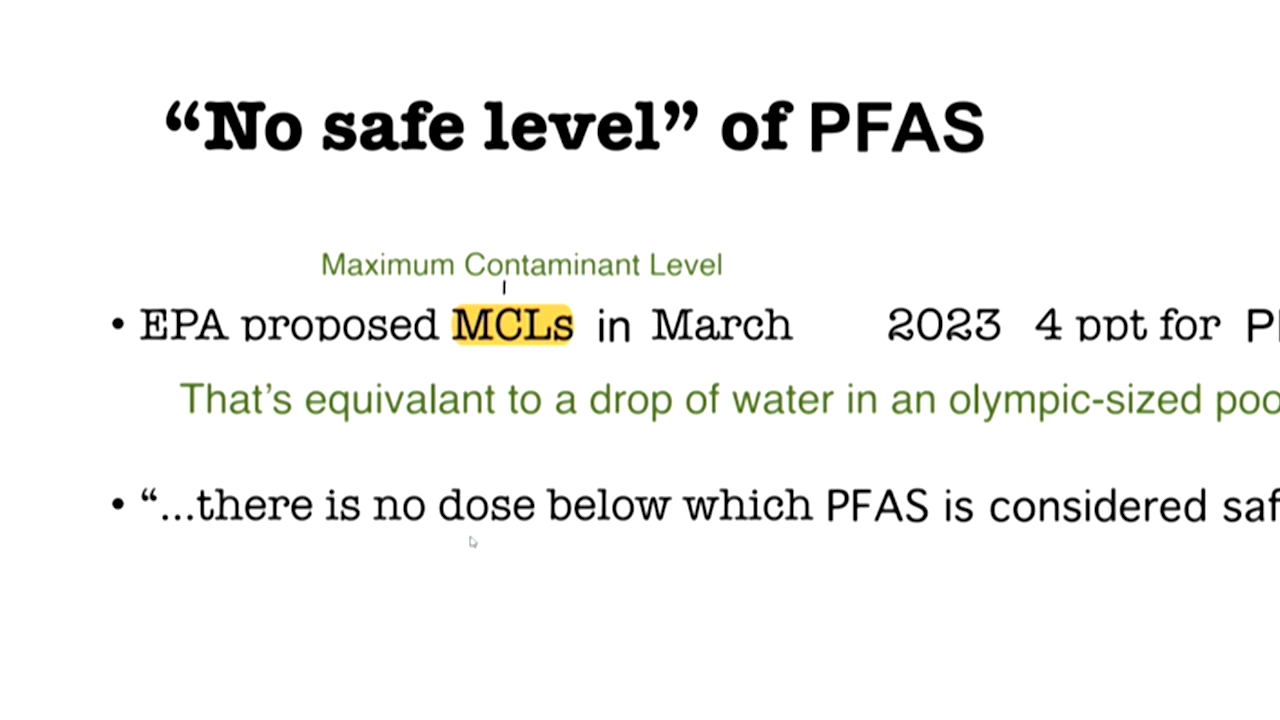 “No safe level” of PFAS
Maximum Contaminant Level
• EPA proposed MCLs in March 2023 4 ppt for
That’s equivalant to a drop of water in an olympic-sized
• “...there is no dose below which PFAS is considered